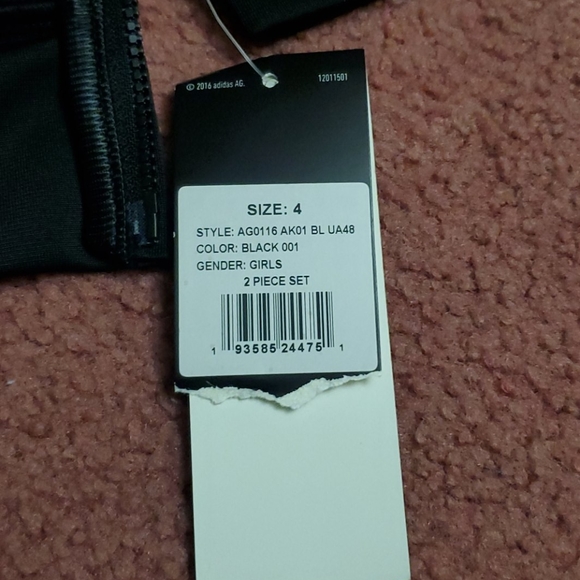 © 2016 adidas AG. 12011501
SIZE: 4
STYLE: AG0116 AK01 BL UA48
COLOR: BLACK 001
GENDER: GIRLS
2 PIECE SET
1 93585 24475 1